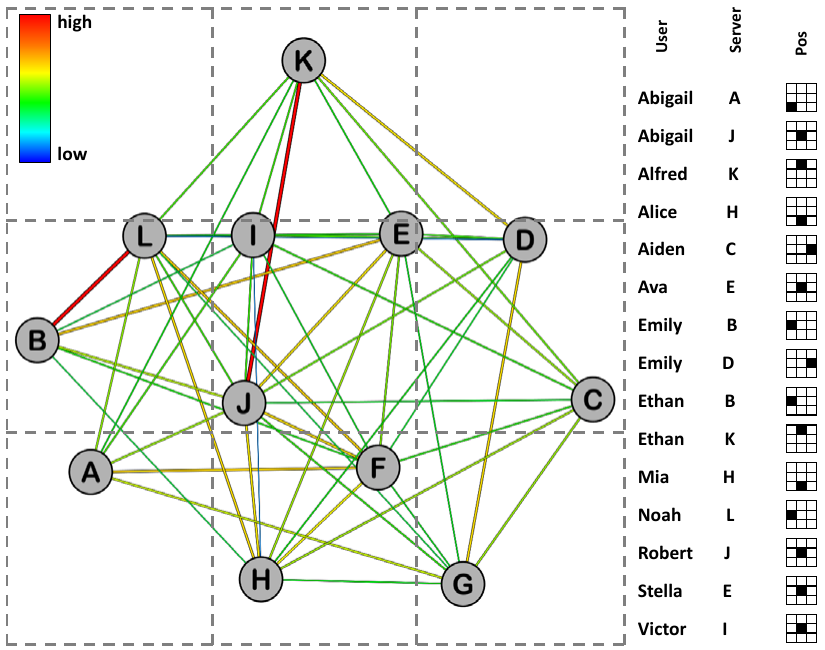 high
low
K
L
I
E
D
B
J
C
A
F
H
G
User Server Pos
Abigail A
Abigail J
Alfred K
Alice H
Aiden C
Ava E
Emily B
Emily D
Ethan B
Ethan K
Mia H
Noah L
Robert J
Stella E
Victor I